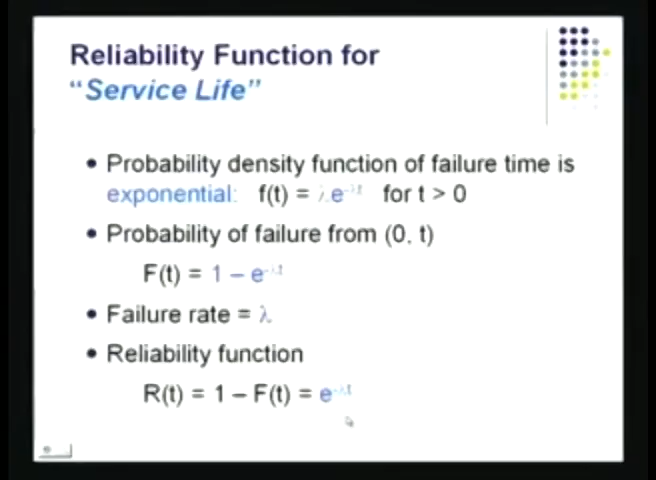 Reliability Function for
"Service Life"
• Probability density function of failure time is
exponential: f(t) = λe⁻λt for t > 0
• Probability of failure from (0, t)
F(t) = 1 – e⁻λt
• Failure rate = λ
• Reliability function
R(t) = 1 – F(t) = e⁻λt